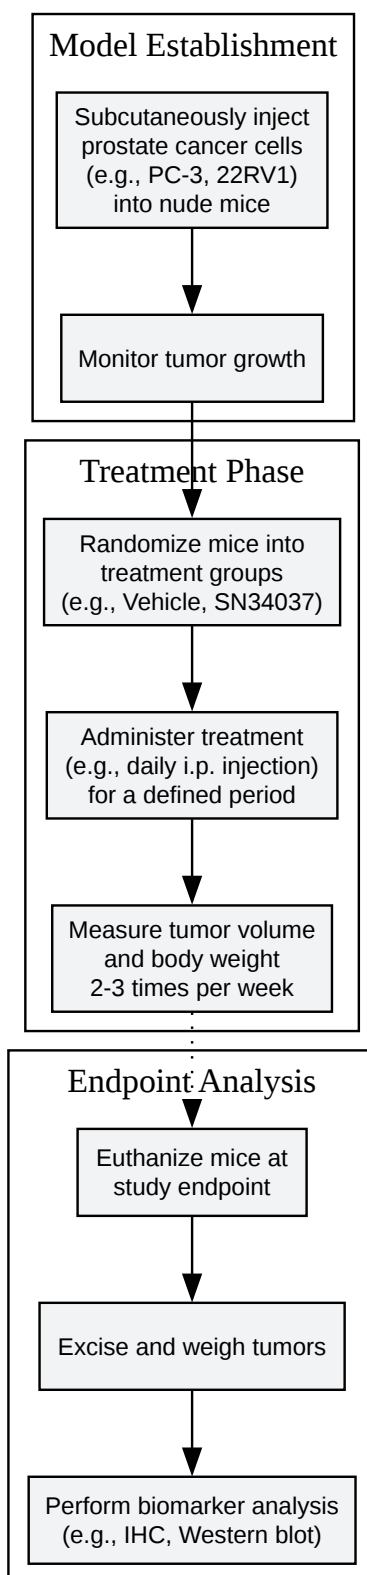 Model Establishment
Subcutaneously inject
prostate cancer cells
(e.g., PC-3, 22RV1)
into nude mice
Monitor tumor growth
Treatment Phase
Randomize mice into
treatment groups
(e.g., Vehicle, SN34037)
Administer treatment
(e.g., daily i.p. injection)
for a defined period
Measure tumor volume
and body weight
2-3 times per week
Endpoint Analysis
Euthanize mice at
study endpoint
Excise and weigh tumors
Perform biomarker analysis
(e.g., IHC, Western blot)